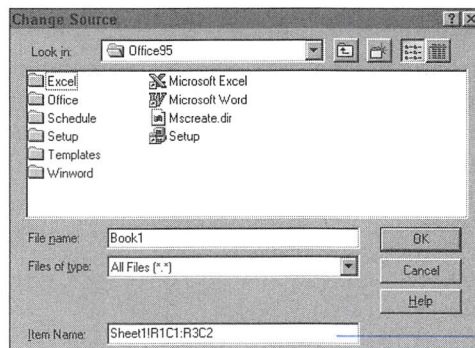 Change Source
Look in: Office95
Excel Microsoft Excel
Office Microsoft Word
Schedule Mscreate.dir
Setup Setup
Templates
Winword
File name: Book1 OK
Files of type: All Files (*.*) Cancel
Help
Item Name: Sheet1!R1C1:R3C2